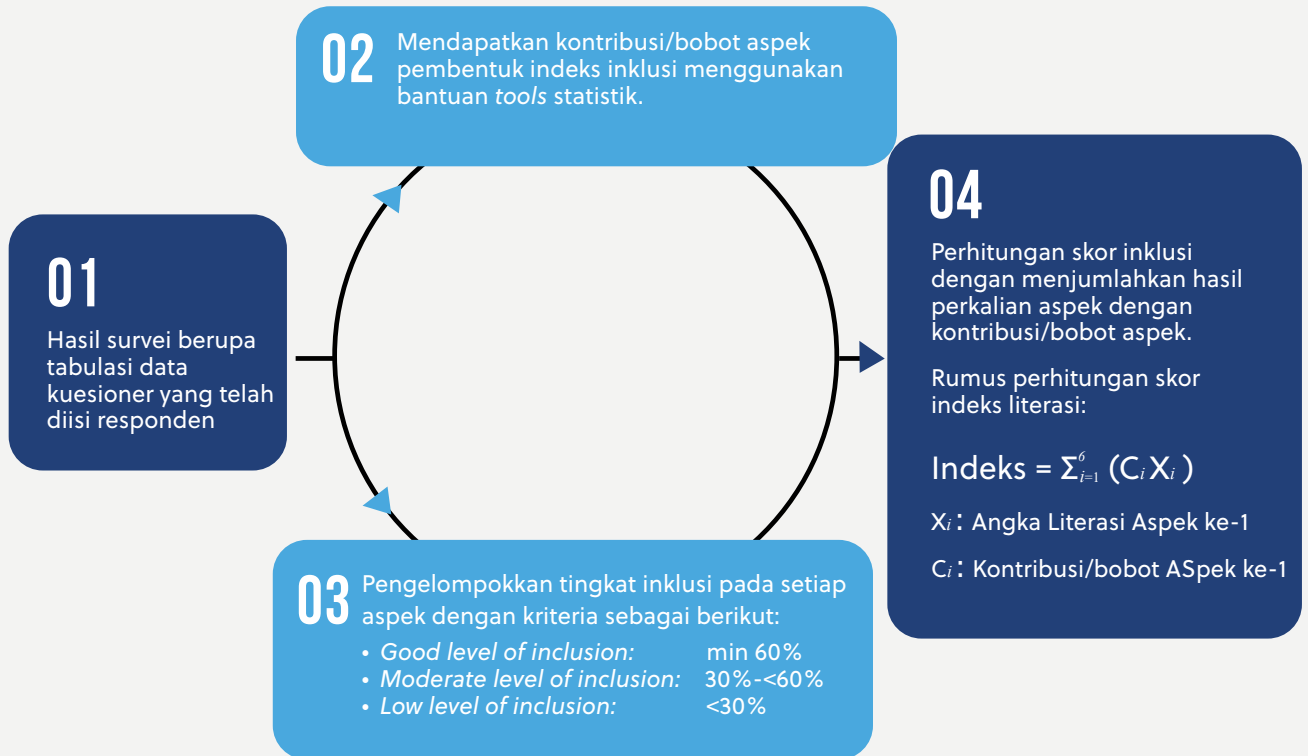 01
Hasil survei berupa
tabulasi data
kuesioner yang telah
diisi responden
02
Mendapatkan kontribusi/bobot aspek
pembentuk indeks inklusi menggunakan
bantuan tools statistik.
03
Pengelompokkan tingkat inklusi pada setiap
aspek dengan kriteria sebagai berikut:
• Good level of inclusion: min 60%
• Moderate level of inclusion: 30%-<60%
• Low level of inclusion: <30%
04
Perhitungan skor inklusi
dengan menjumlahkan hasil
perkalian aspek dengan
kontribusi/bobot aspek.
Rumus perhitungan skor
indeks literasi:
Indeks = Σ⁶ᵢ₌₁ (Cᵢ Xᵢ )
Xᵢ : Angka Literasi Aspek ke-1
Cᵢ : Kontribusi/bobot ASpek ke-1